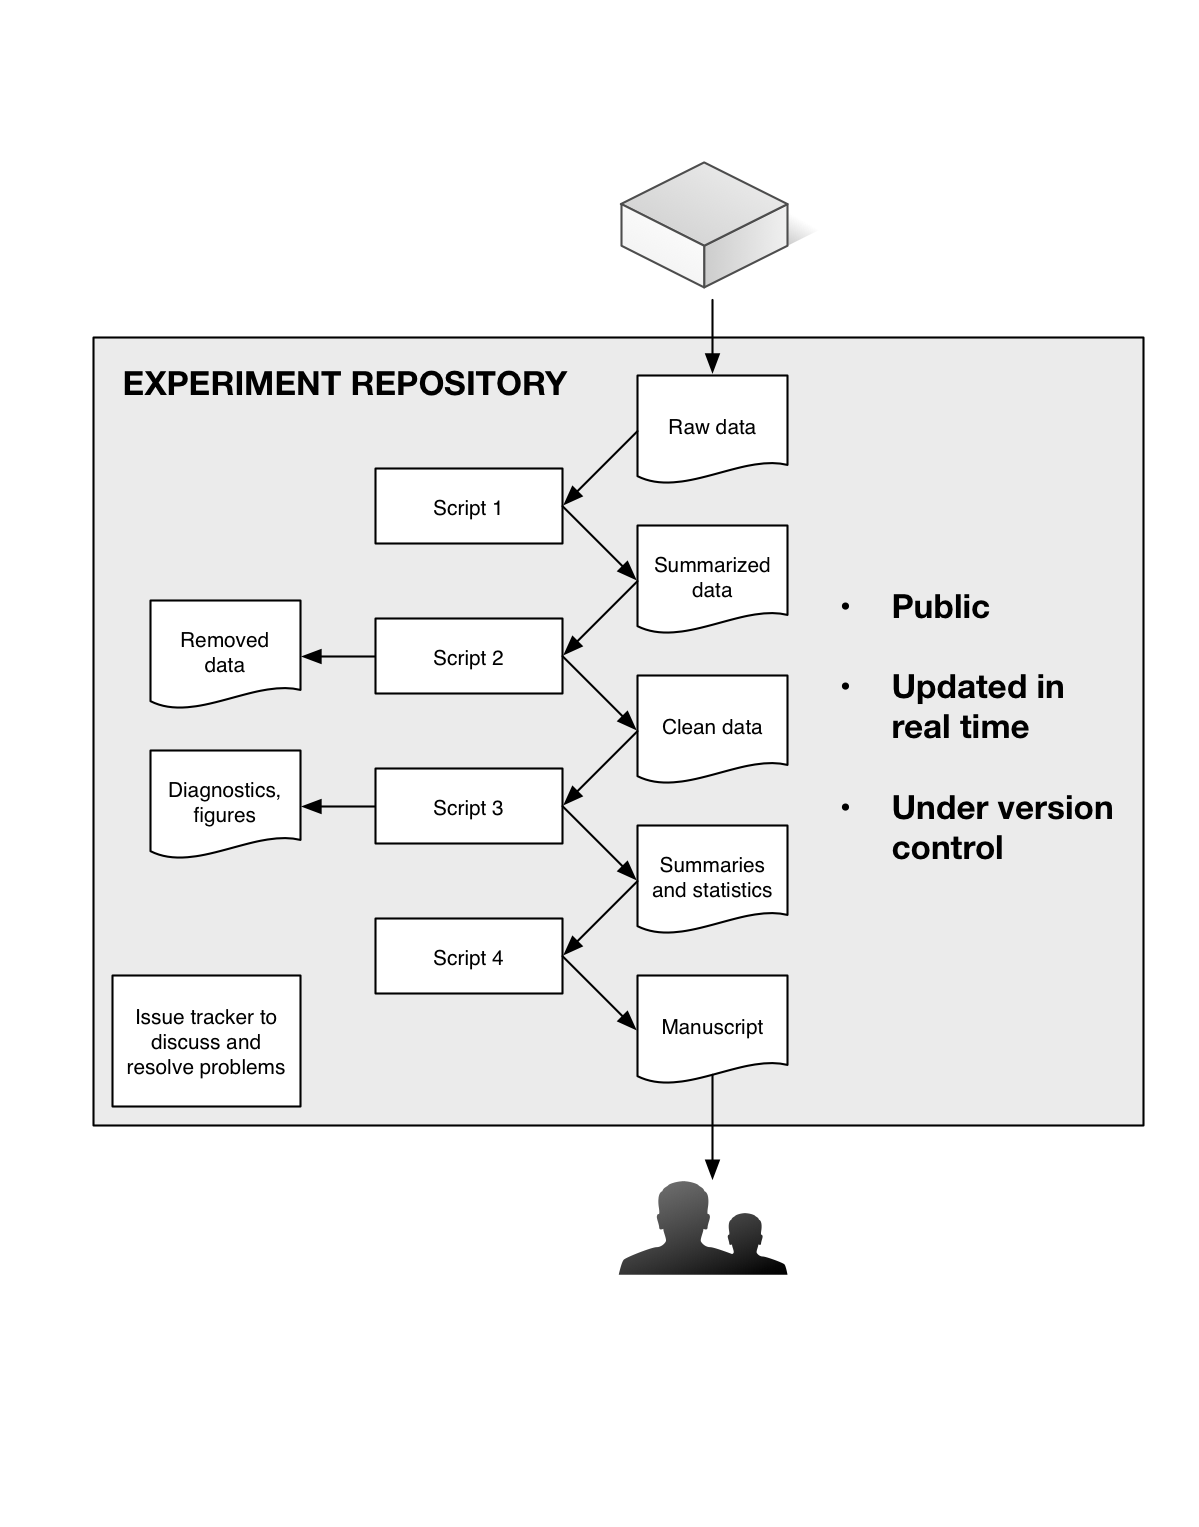 EXPERIMENT REPOSITORY
Raw data
Script 1
Summarized
data
Removed
data
Script 2
Clean data
Diagnostics,
figures
Script 3
Summaries
and statistics
Script 4
Manuscript
Issue tracker to
discuss and
resolve problems
• Public
• Updated in
real time
• Under version
control